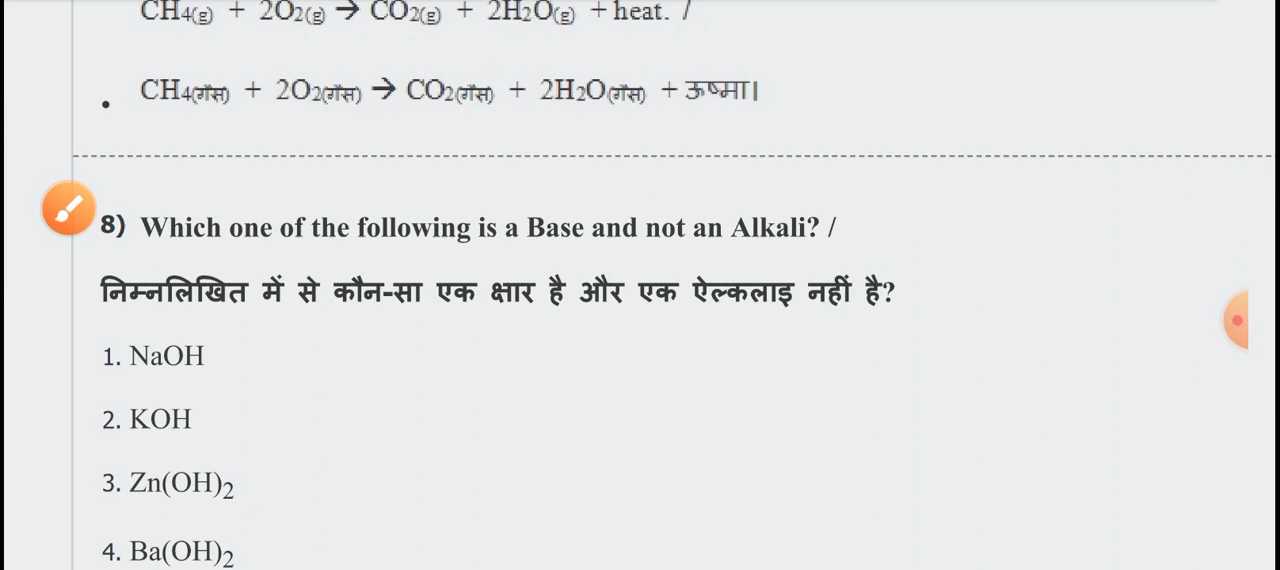 CH4(g) + 2O2(g) → CO2(g) + 2H2O(g) + heat. /
• CH4(गैस) + 2O2(गैस) → CO2(गैस) + 2H2O(गैस) + ऊष्मा।
8) Which one of the following is a Base and not an Alkali? /
निम्नलिखित में से कौन-सा एक क्षार है और एक ऐल्कलाइ नहीं है?
1. NaOH
2. KOH
3. Zn(OH)2
4. Ba(OH)2